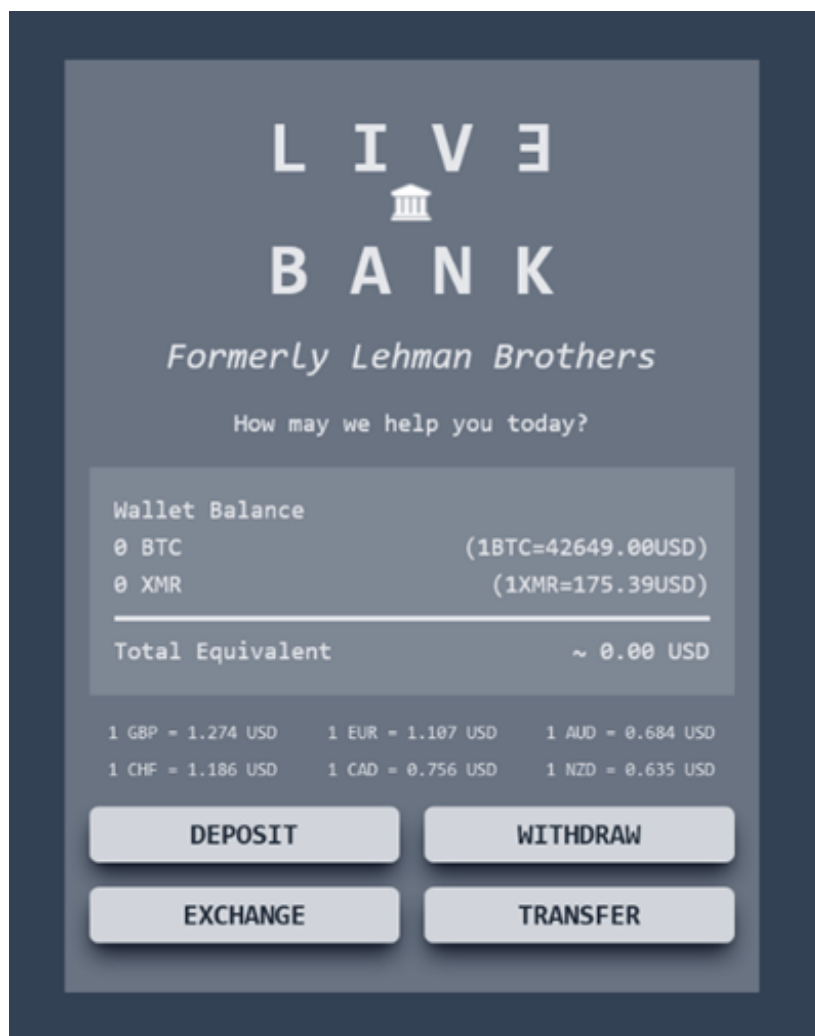 L I V Ǝ
B A N K
Formerly Lehman Brothers
How may we help you today?
Wallet Balance
0 BTC (1BTC=42649.00USD)
0 XMR (1XMR=175.39USD)
Total Equivalent ~ 0.00 USD
1 GBP = 1.274 USD 1 EUR = 1.107 USD 1 AUD = 0.684 USD
1 CHF = 1.186 USD 1 CAD = 0.756 USD 1 NZD = 0.635 USD
DEPOSIT WITHDRAW
EXCHANGE TRANSFER